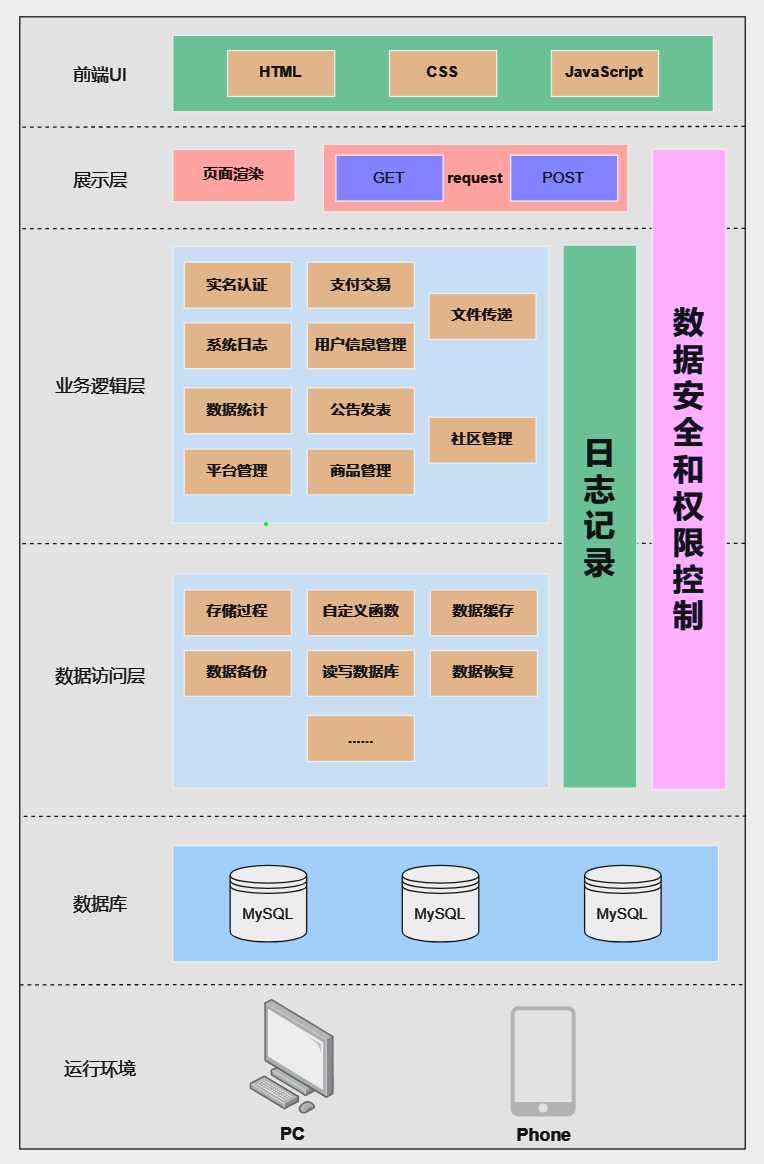 前端UI
HTML
CSS
JavaScript
展示层
页面渲染
GET
request
POST
业务逻辑层
实名认证
支付交易
文件传递
系统日志
用户信息管理
数据统计
公告发表
社区管理
平台管理
商品管理
日志记录
数据安全和权限控制
数据访问层
存储过程
自定义函数
数据缓存
数据备份
读写数据库
数据恢复
......
数据库
MySQL
MySQL
MySQL
运行环境
PC
Phone